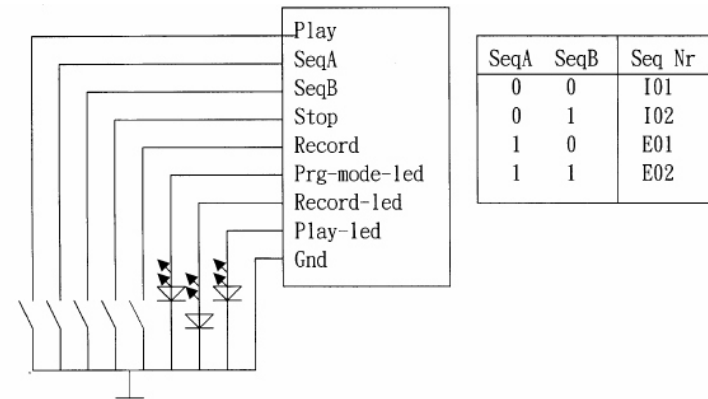 Play
SeqA
SeqB
Stop
Record
Prg-mode-led
Record-led
Play-led
Gnd
SeqA SeqB Seq Nr
0 0 I01
0 1 I02
1 0 E01
1 1 E02